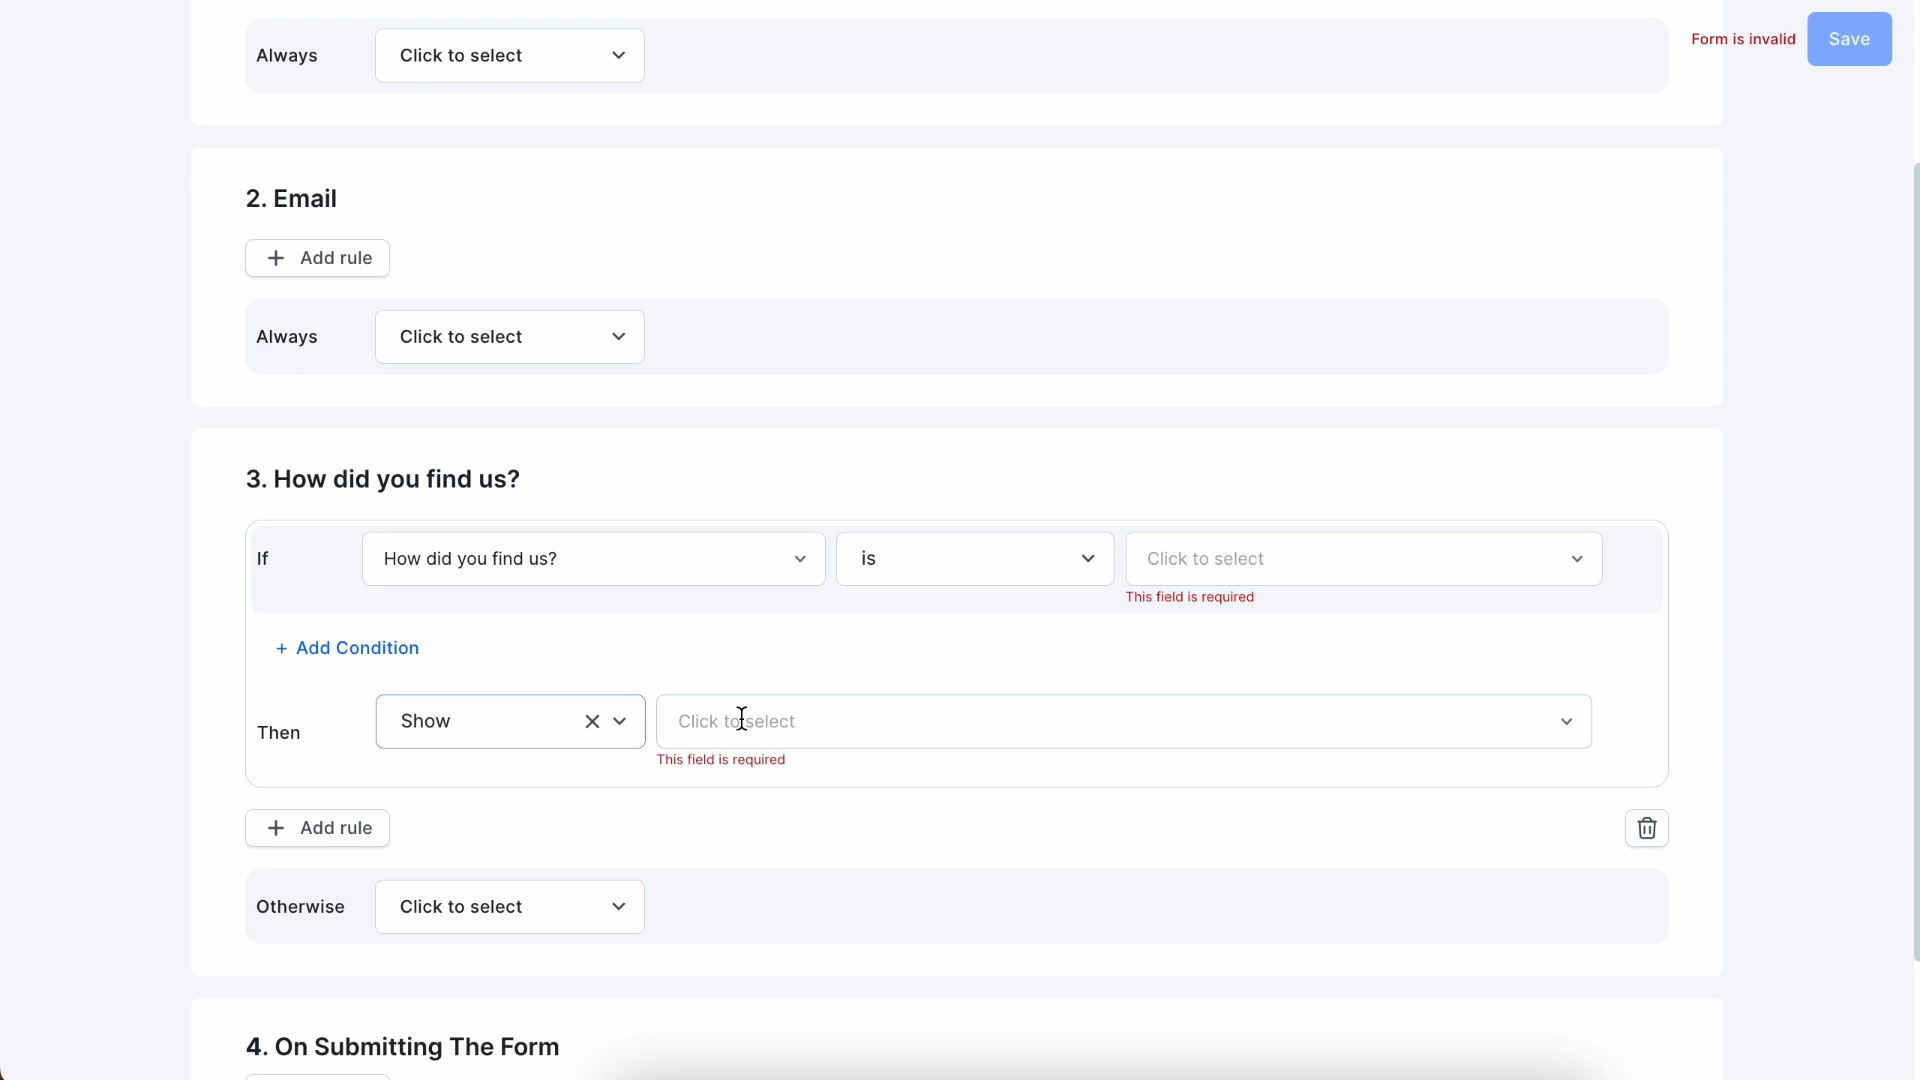 Always
Click to select
Form is invalid
Save
2. Email
+ Add rule
Always
Click to select
3. How did you find us?
If
How did you find us?
is
Click to select
This field is required
+ Add Condition
Then
Show
Click to select
This field is required
+ Add rule
Otherwise
Click to select
4. On Submitting The Form